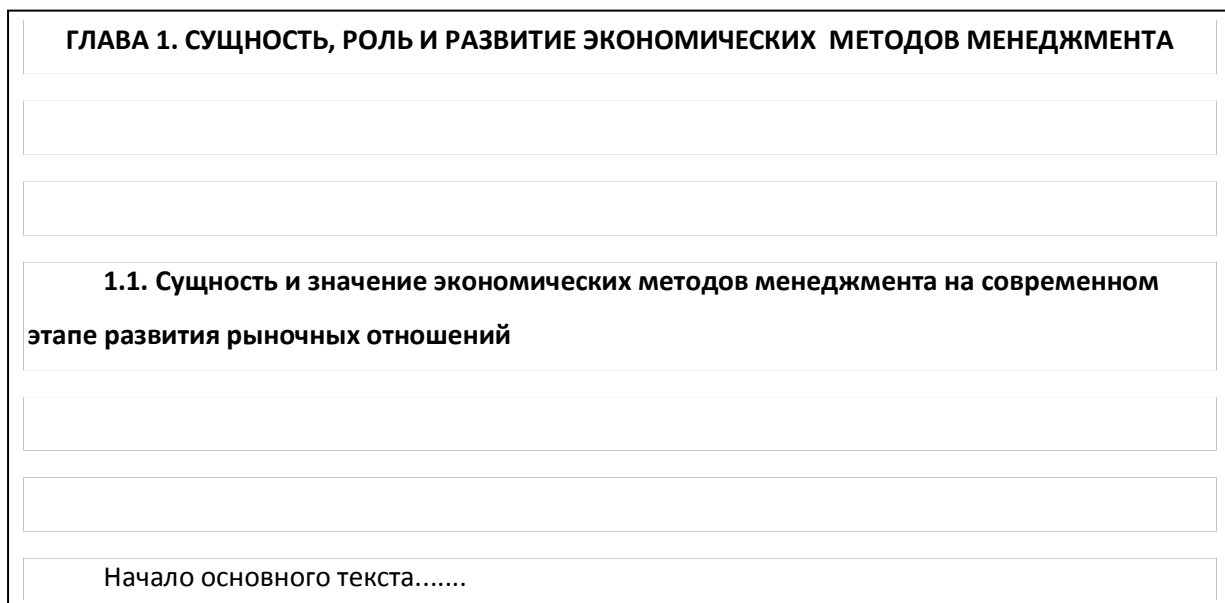 ГЛАВА 1. СУЩНОСТЬ, РОЛЬ И РАЗВИТИЕ ЭКОНОМИЧЕСКИХ  МЕТОДОВ МЕНЕДЖМЕНТА
1.1. Сущность и значение экономических методов менеджмента на современном
этапе развития рыночных отношений
Начало основного текста.......